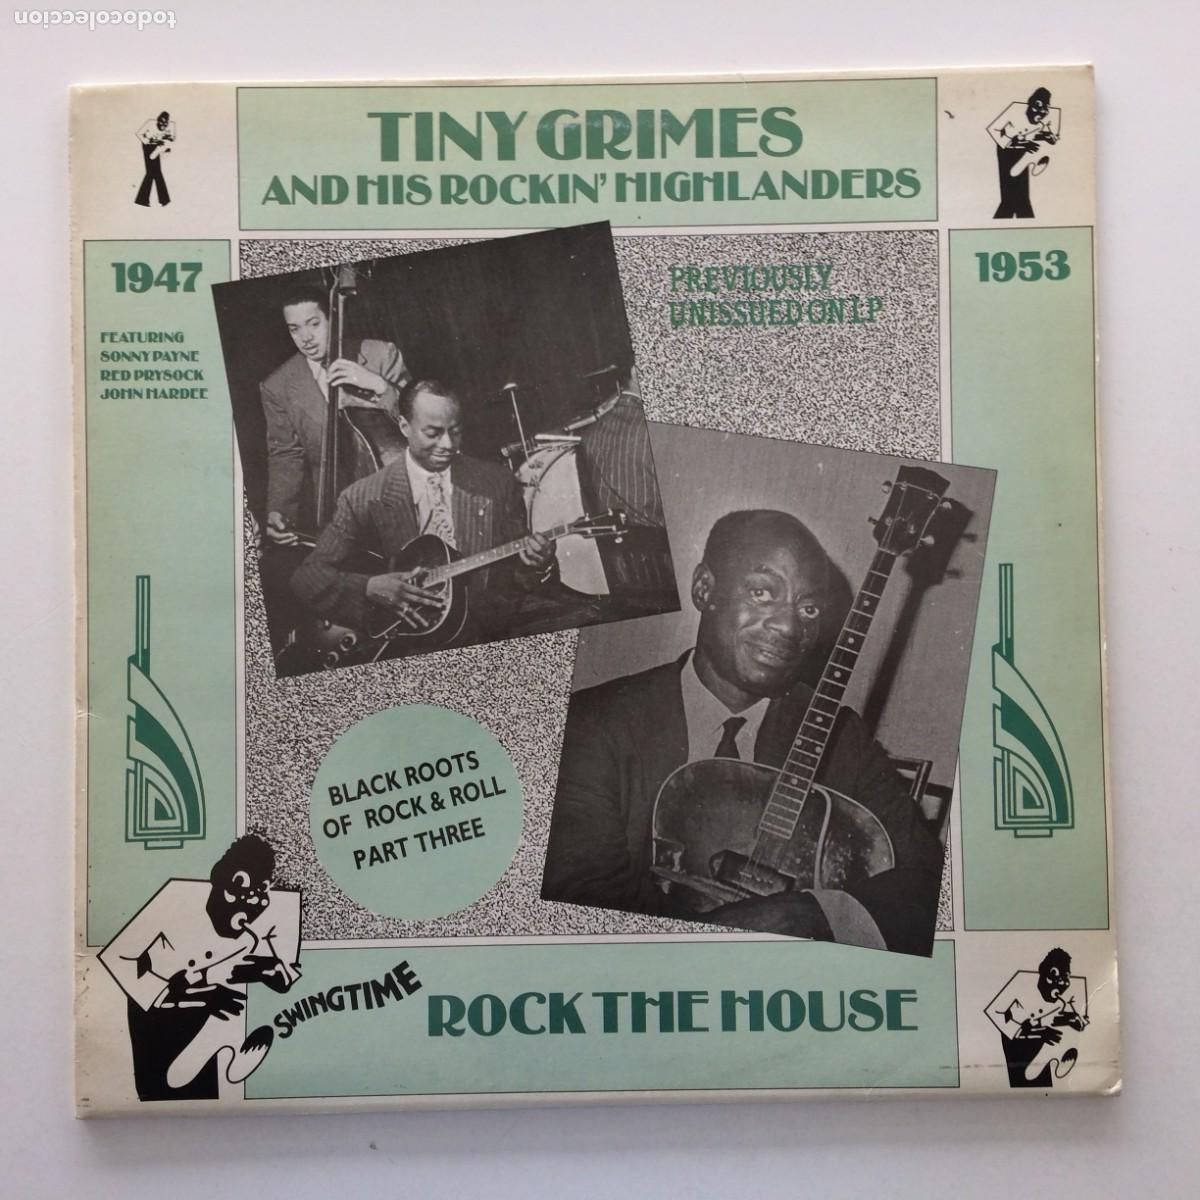 todocoleccion
TINY GRIMES
AND HIS ROCKIN' HIGHLANDERS
1947
FEATURING
SONNY PAYNE
RED PRYSOCK
JOHN HARDEE
PREVIOUSLY
UNISSUED ON LP
1953
BLACK ROOTS
OF ROCK & ROLL
PART THREE
SWINGTIME
ROCK THE HOUSE